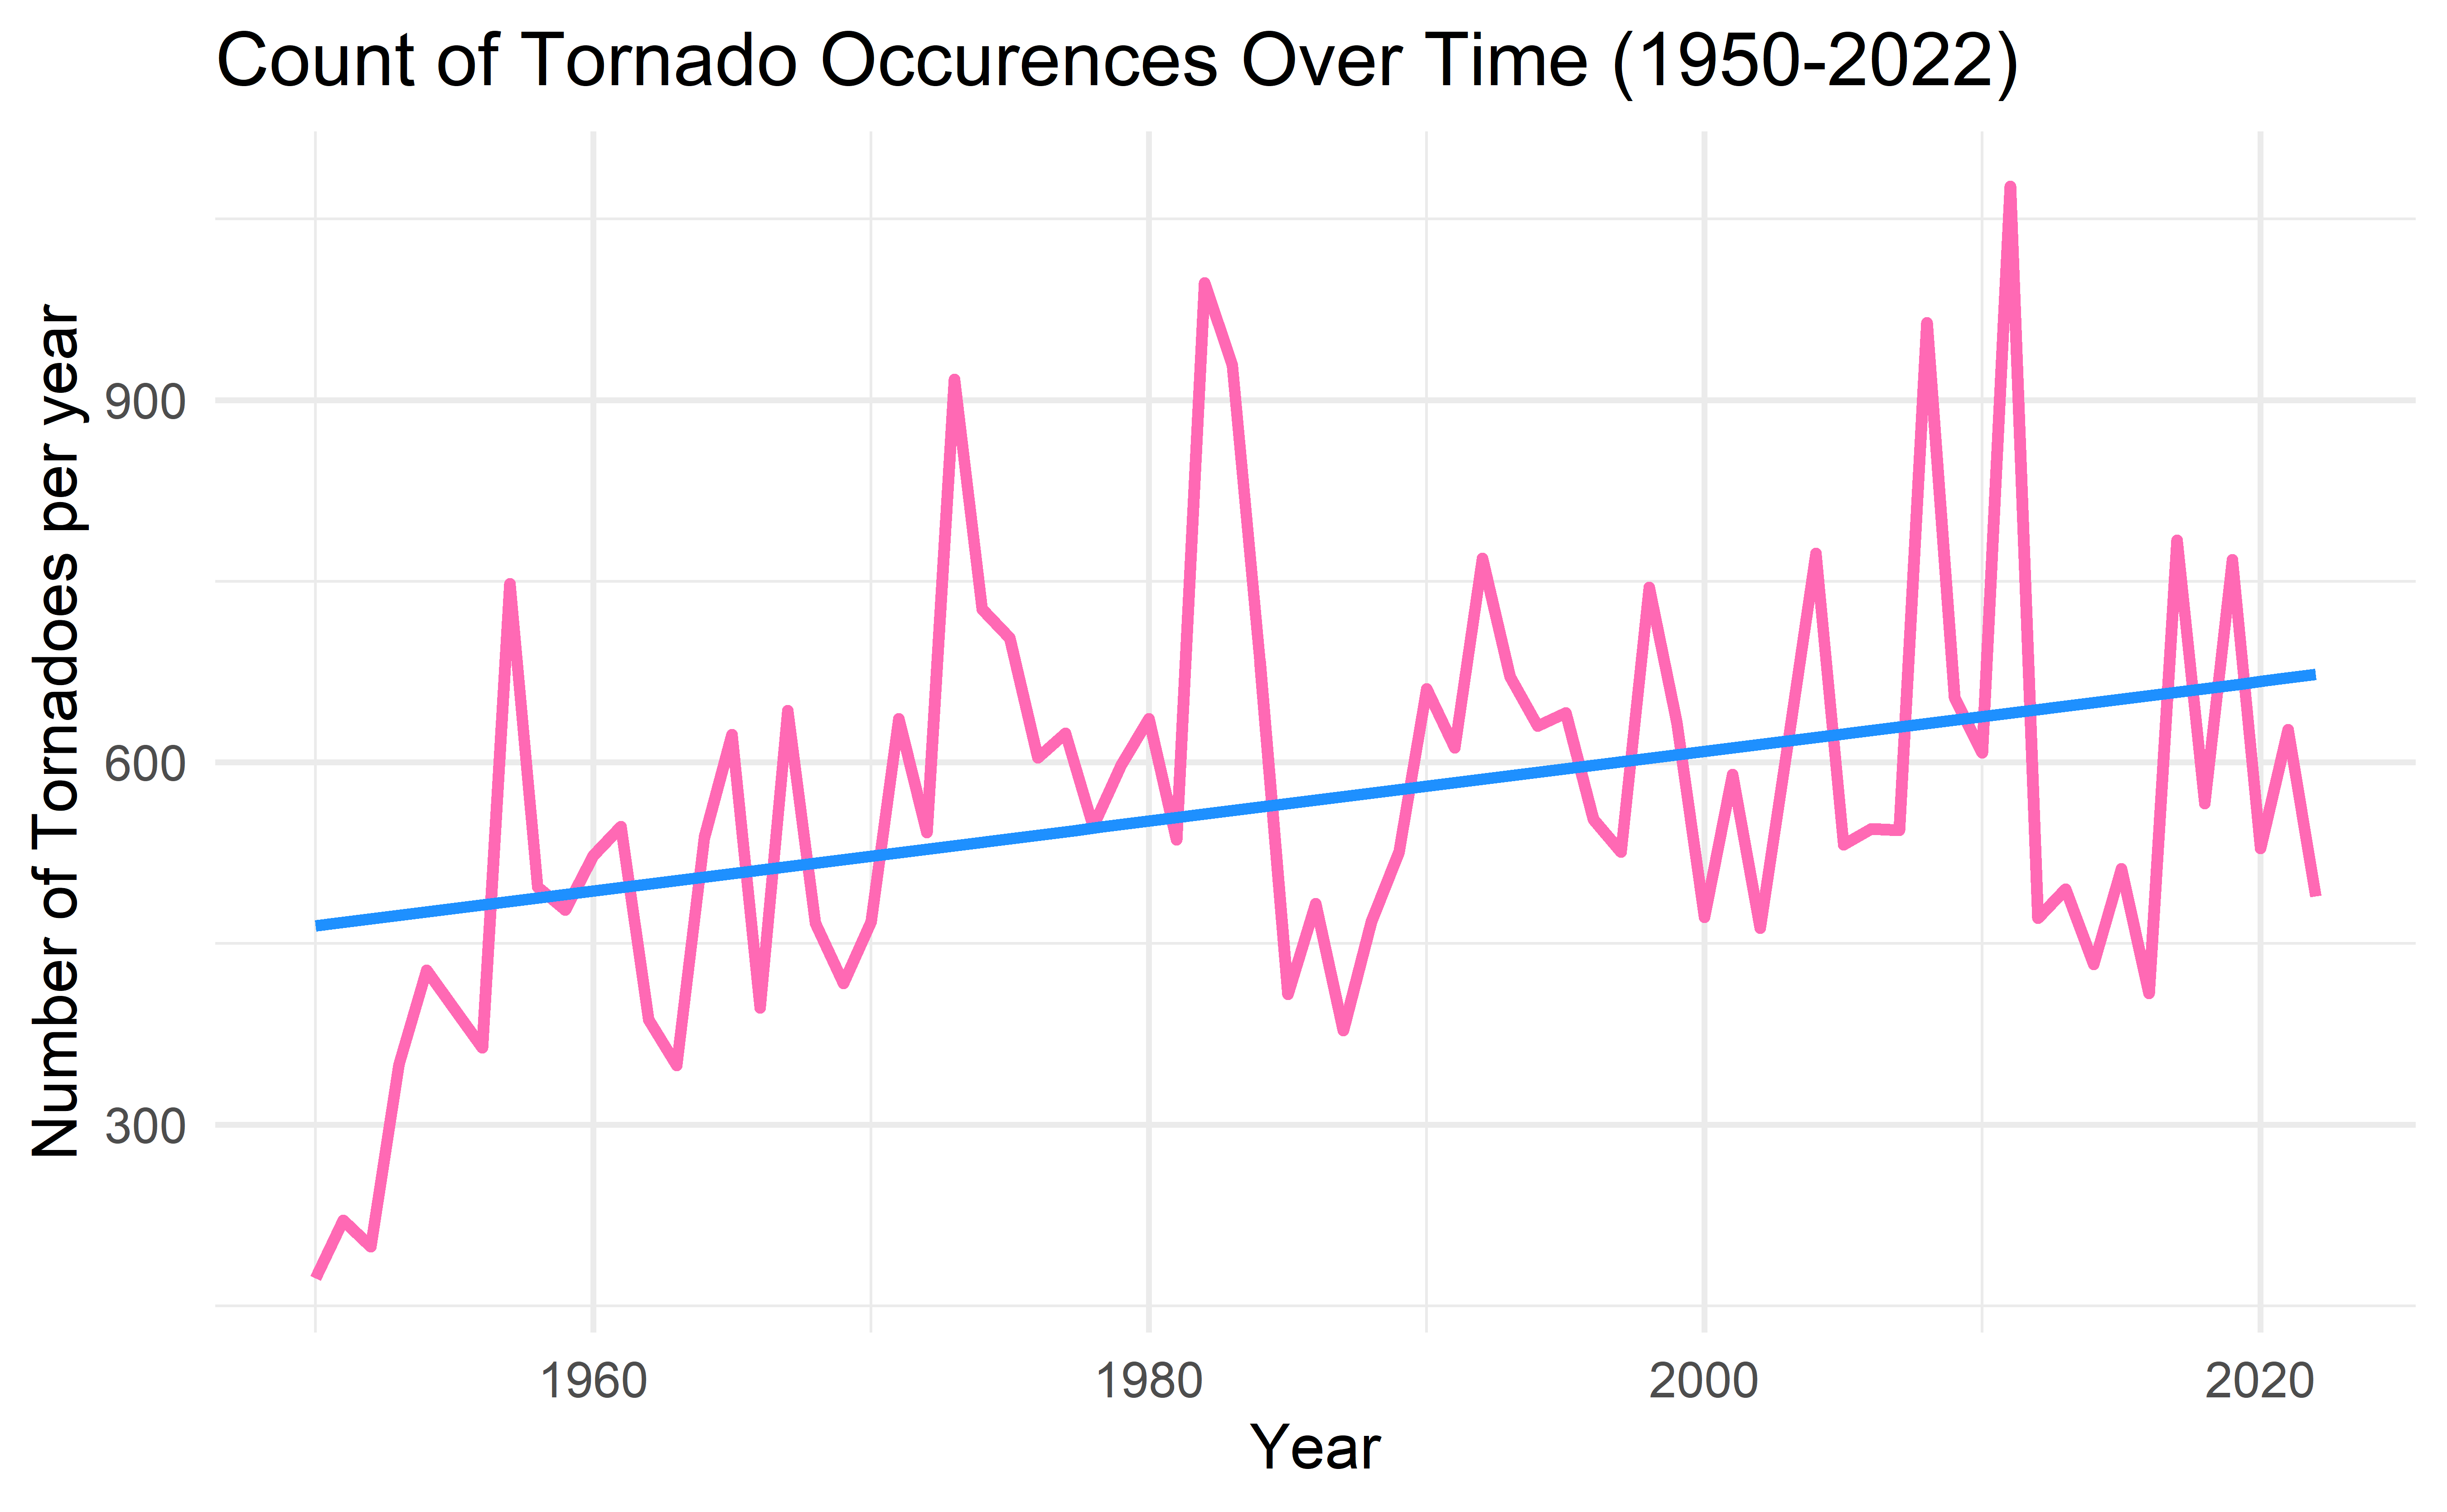 Count of Tornado Occurences Over Time (1950-2022)
Number of Tornadoes per year
900
600
300
1960 1980 2000 2020
Year